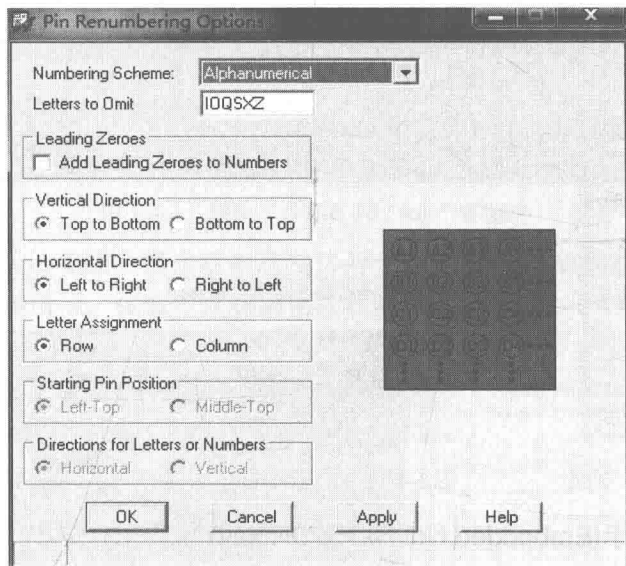 Pin Renumbering Options
Numbering Scheme: Alphanumerical
Letters to Omit IOQSXZ
Leading Zeroes
Add Leading Zeroes to Numbers
Vertical Direction
Top to Bottom Bottom to Top
Horizontal Direction
Left to Right Right to Left
Letter Assignment
Row Column
Starting Pin Position
Left-Top Middle-Top
Directions for Letters or Numbers
Horizontal Vertical
OK Cancel Apply Help